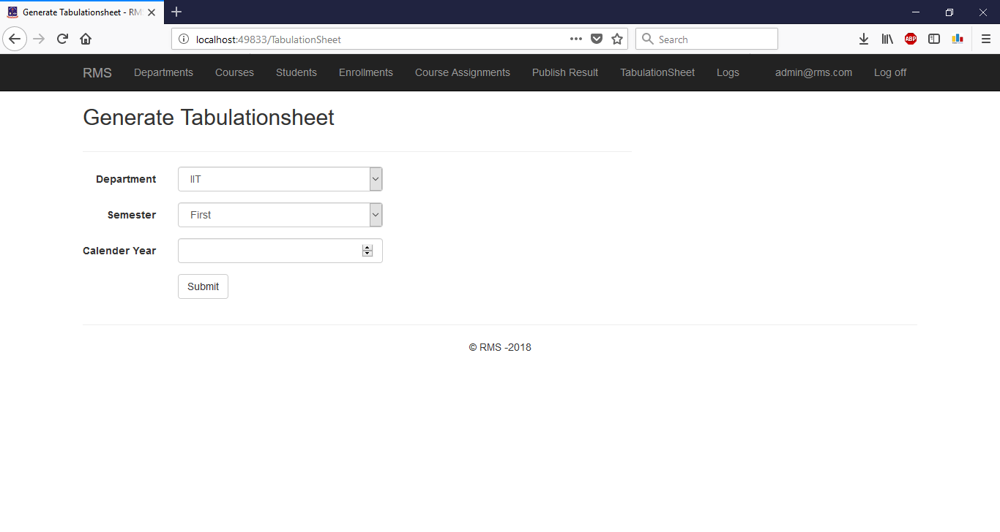 Generate Tabulationsheet - RM
localhost:49833/TabulationSheet
Search
ABP
RMS Departments Courses Students Enrollments Course Assignments Publish Result TabulationSheet Logs admin@rms.com Log off
Generate Tabulationsheet
Department IIT
Semester First
Calender Year
Submit
© RMS -2018